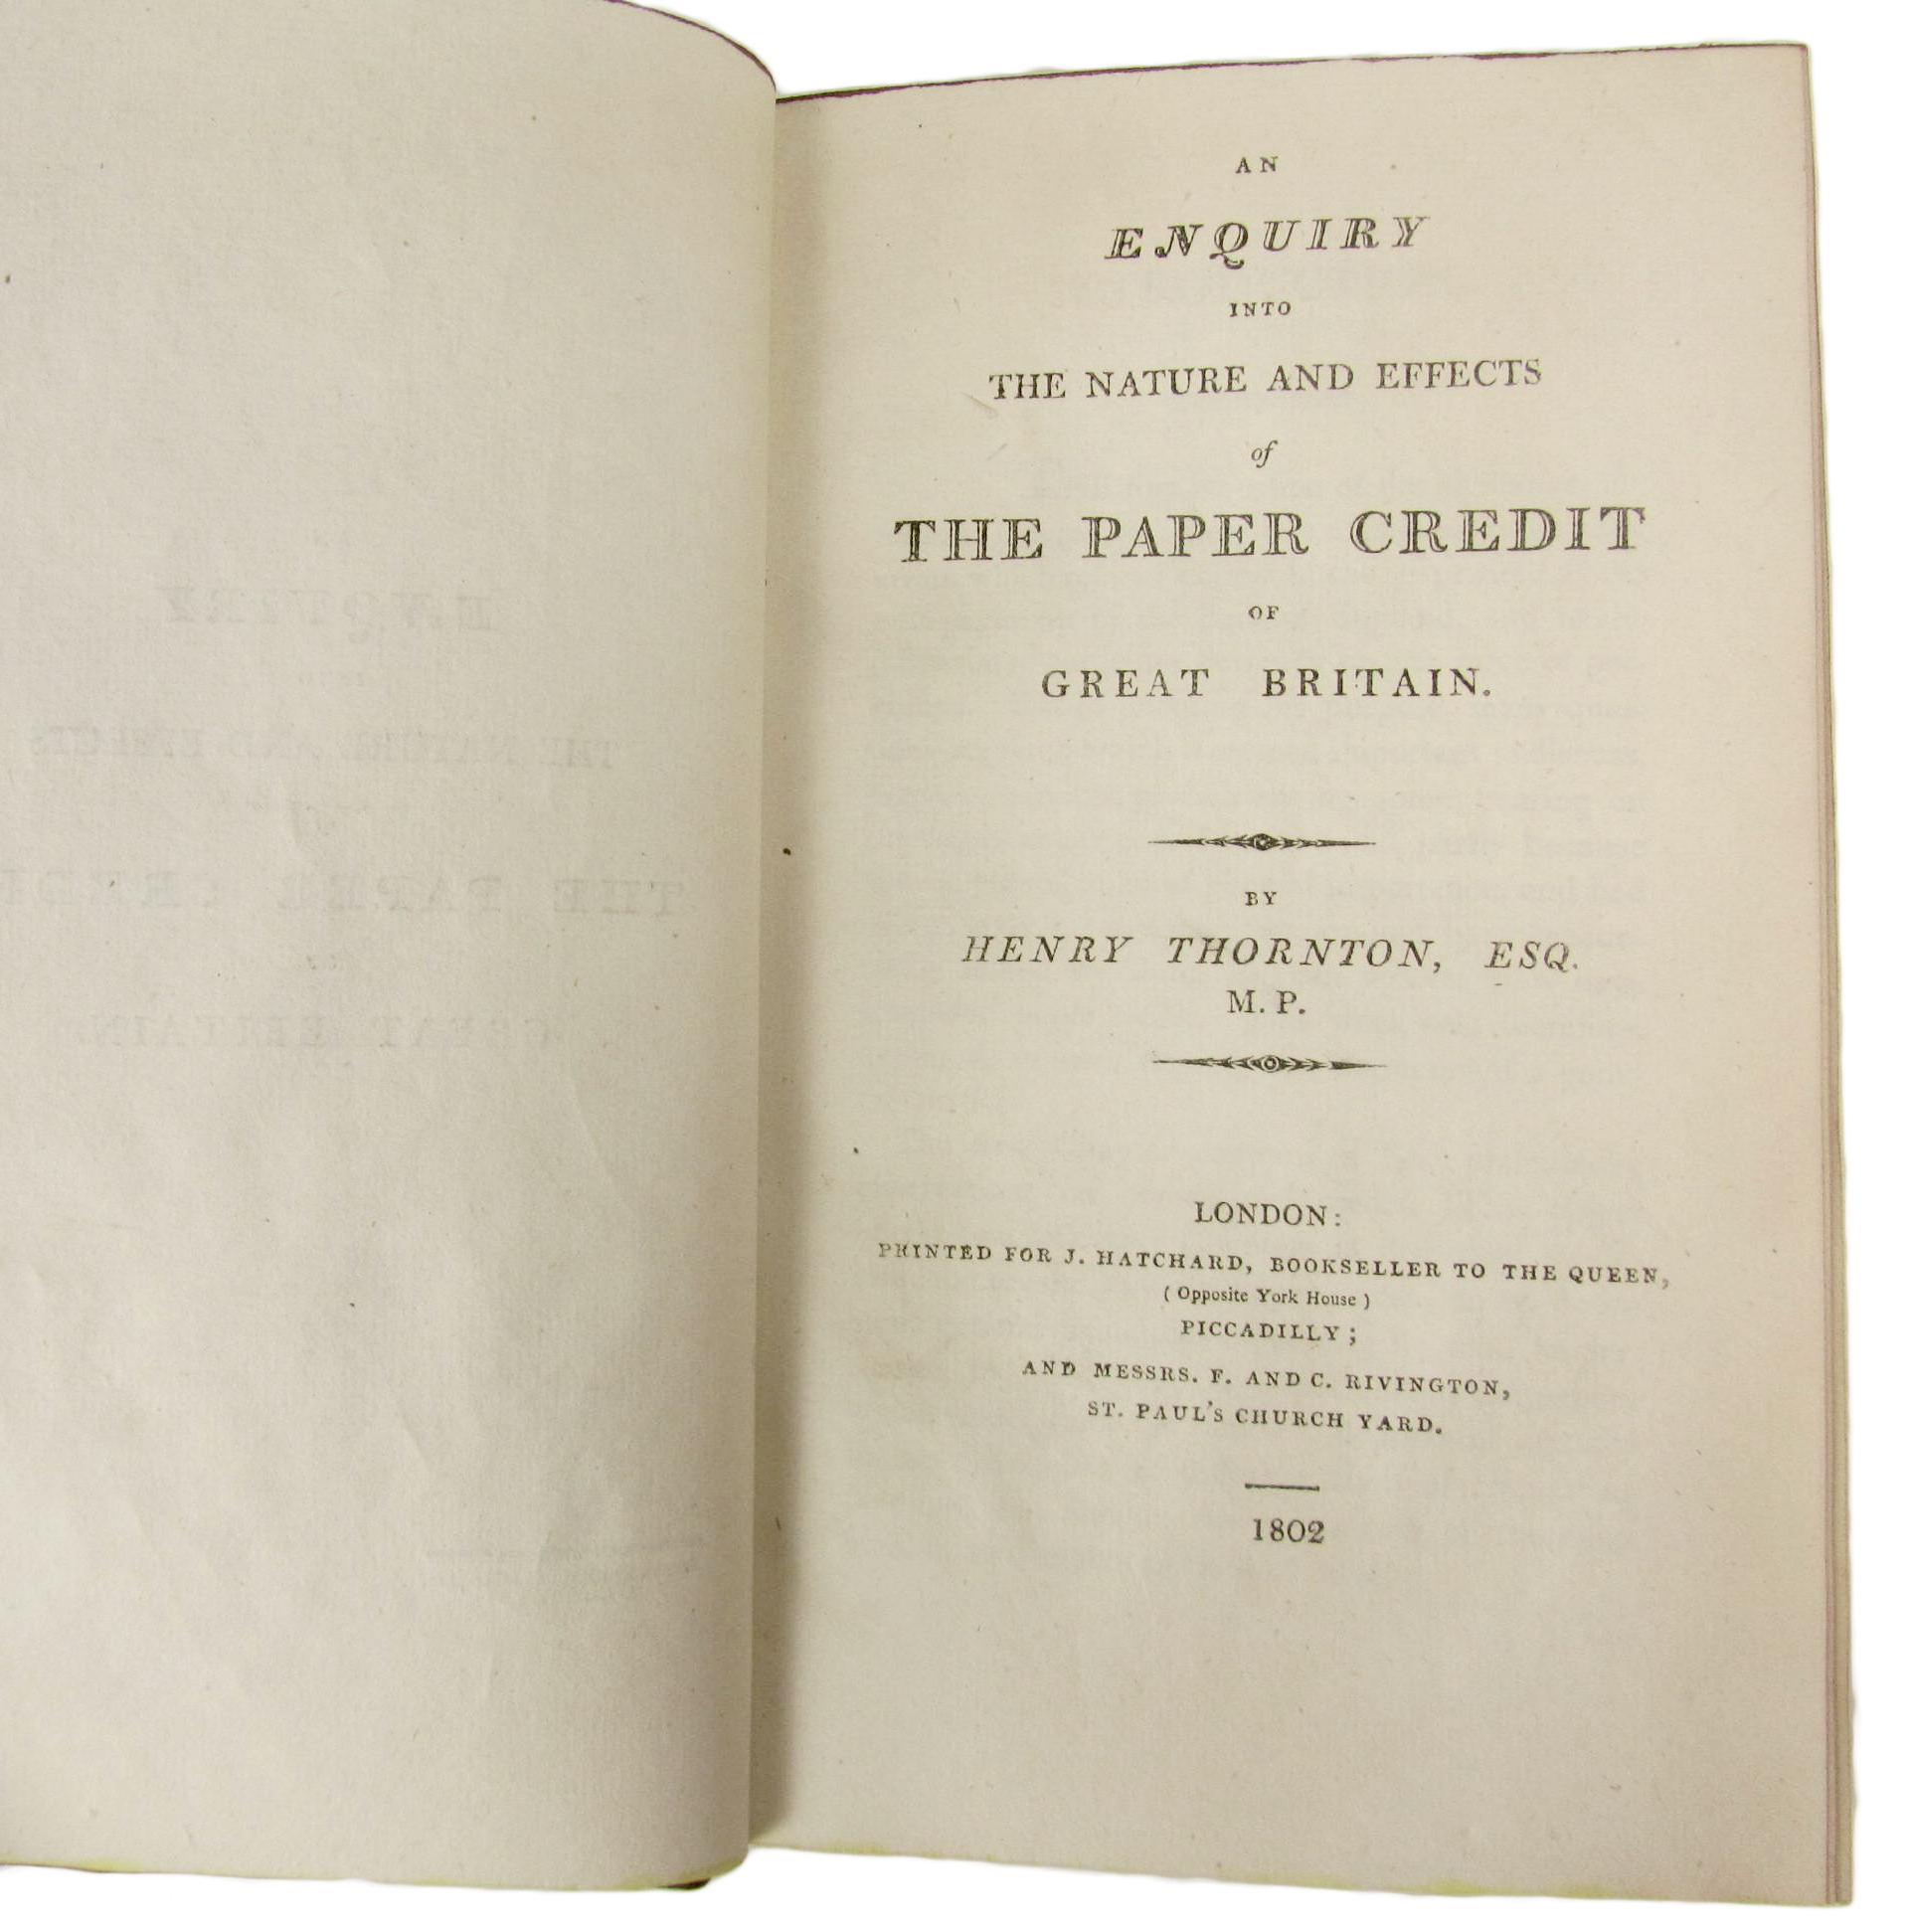 AN
ENQUIRY
INTO
THE NATURE AND EFFECTS
of
THE PAPER CREDIT
OF
GREAT BRITAIN.
BY
HENRY THORNTON, ESQ.
M. P.
LONDON:
PRINTED FOR J. HATCHARD, BOOKSELLER TO THE QUEEN,
( Opposite York House )
PICCADILLY;
AND MESSRS. F. AND C. RIVINGTON,
ST. PAUL'S CHURCH YARD.
1802